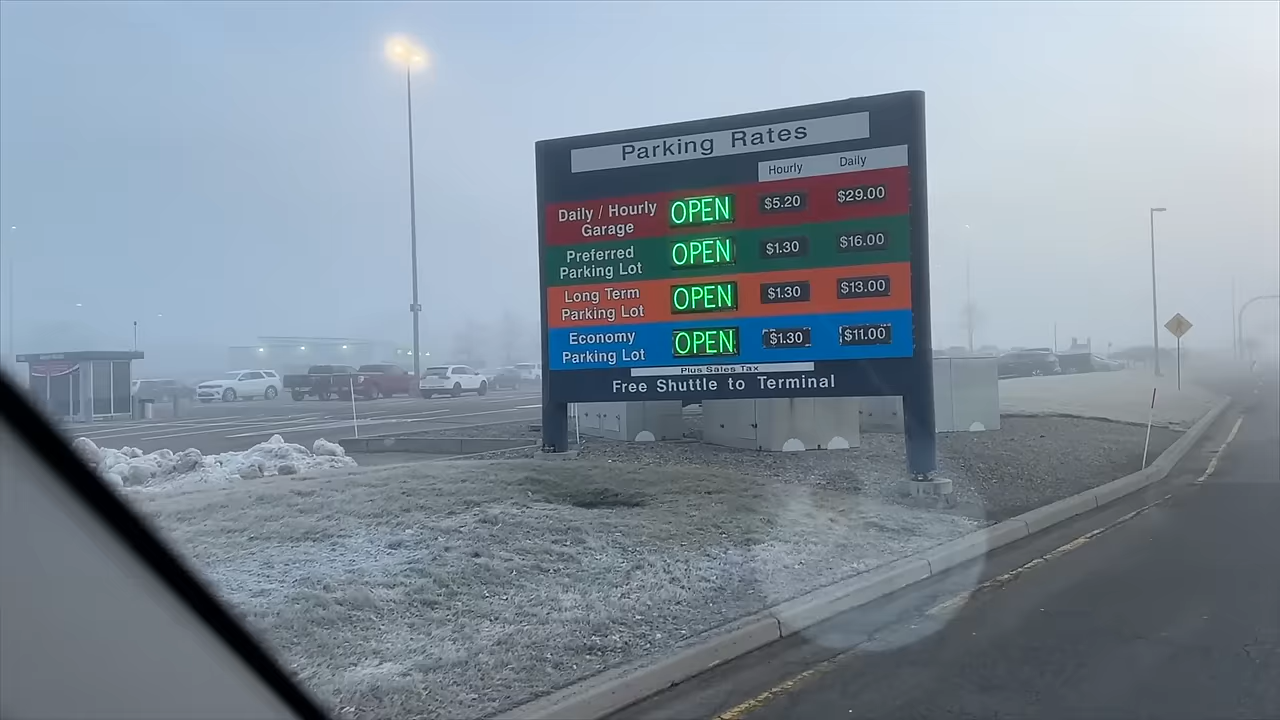 Parking Rates
Hourly Daily
Daily / Hourly
Garage
OPEN
$5.20
$29.00
Preferred
Parking Lot
OPEN
$1.30
$16.00
Long Term
Parking Lot
OPEN
$1.30
$13.00
Economy
Parking Lot
OPEN
$1.30
$11.00
Plus Sales Tax
Free Shuttle to Terminal